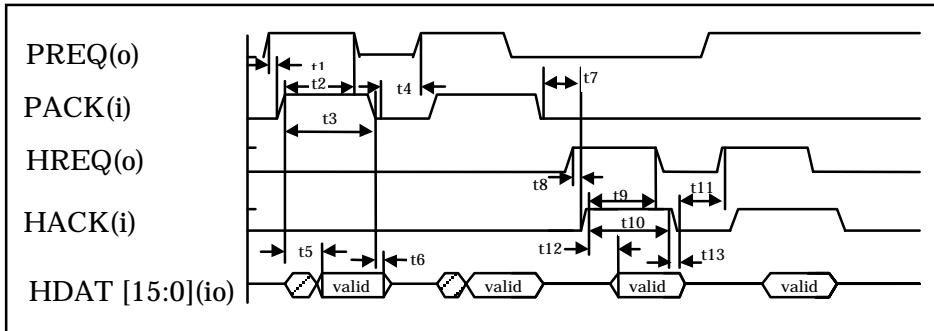 PREQ(o)
t1
t2
t4
t7
PACK(i)
t3
HREQ(o)
t8
t9
t11
HACK(i)
t10
t12
t13
t5
t6
HDAT [15:0](io)
valid
valid
valid
valid